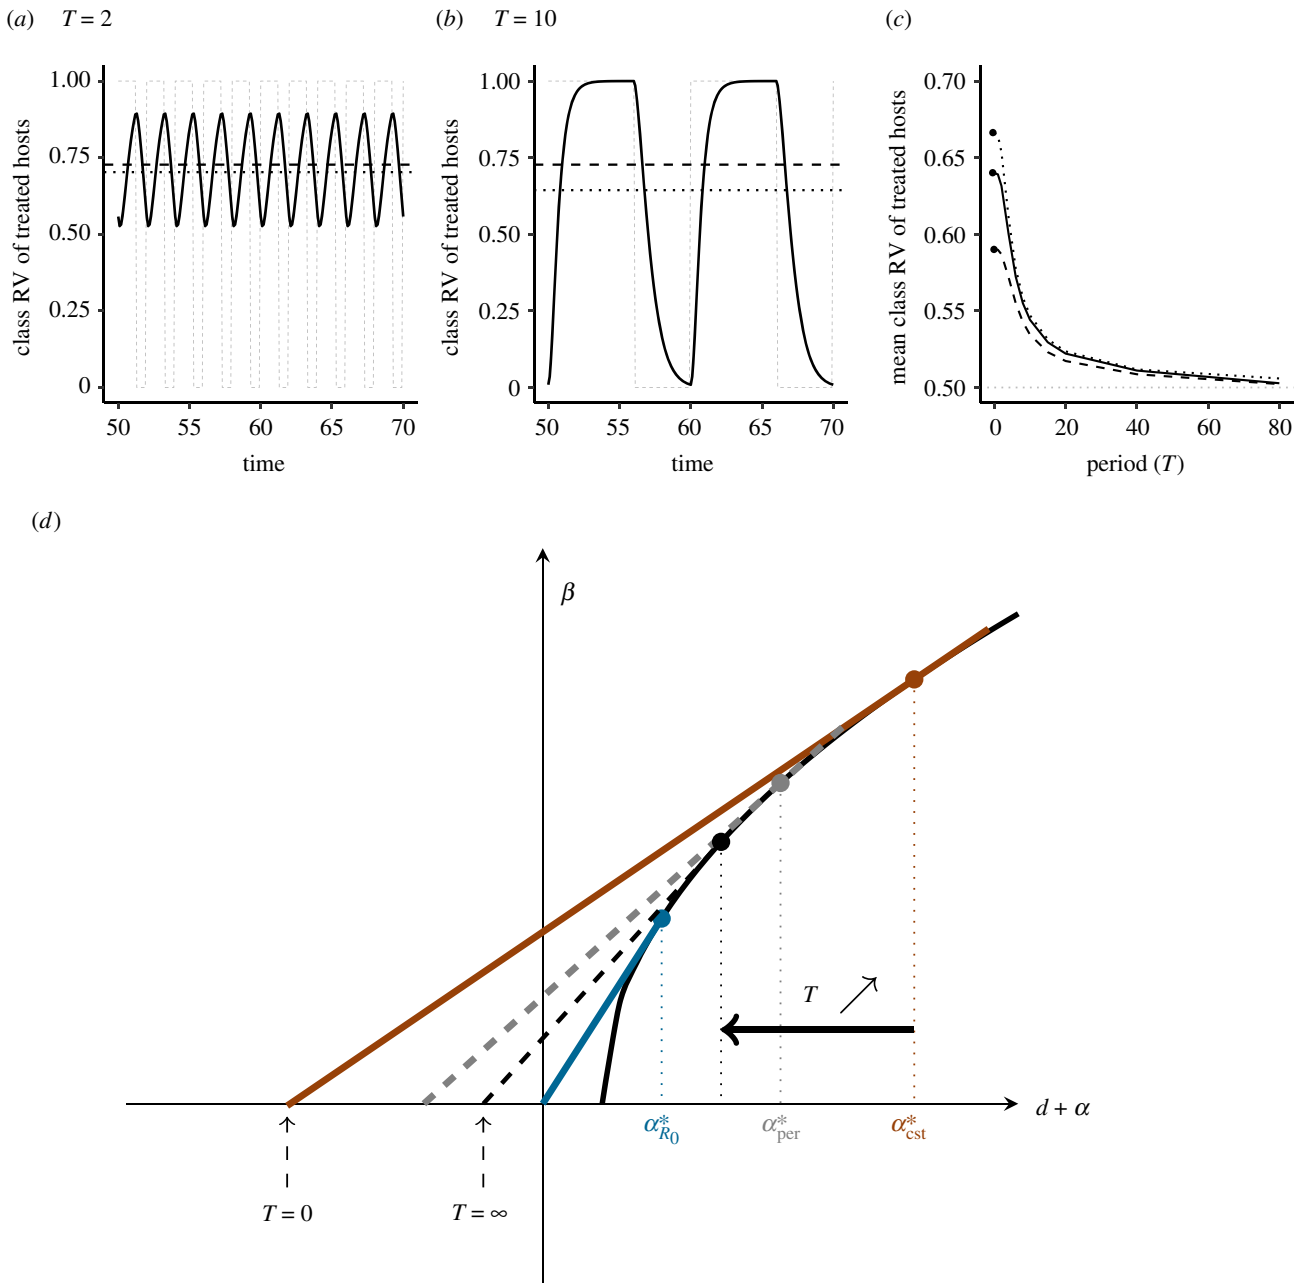 (a) T = 2
class RV of treated hosts
1.00
0.75
0.50
0.25
0
50 55 60 65 70
time
(b) T = 10
class RV of treated hosts
1.00
0.75
0.50
0.25
0
50 55 60 65 70
time
(c)
mean class RV of treated hosts
0.70
0.65
0.60
0.55
0.50
0 20 40 60 80
period (T)
(d)
β
T
d + α
α*R0
α*per
α*cst
T = 0
T = ∞